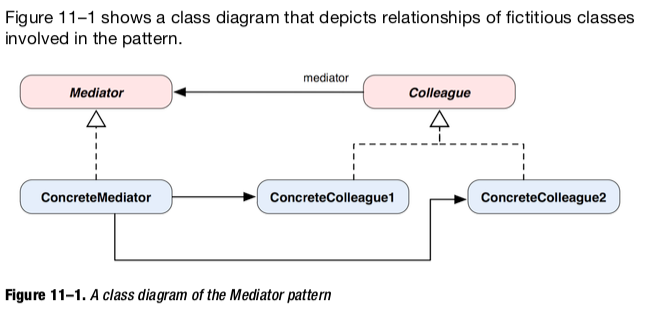 Figure 11–1 shows a class diagram that depicts relationships of fictitious classes
involved in the pattern.
mediator
Mediator
Colleague
ConcreteMediator
ConcreteColleague1
ConcreteColleague2
Figure 11–1. A class diagram of the Mediator pattern